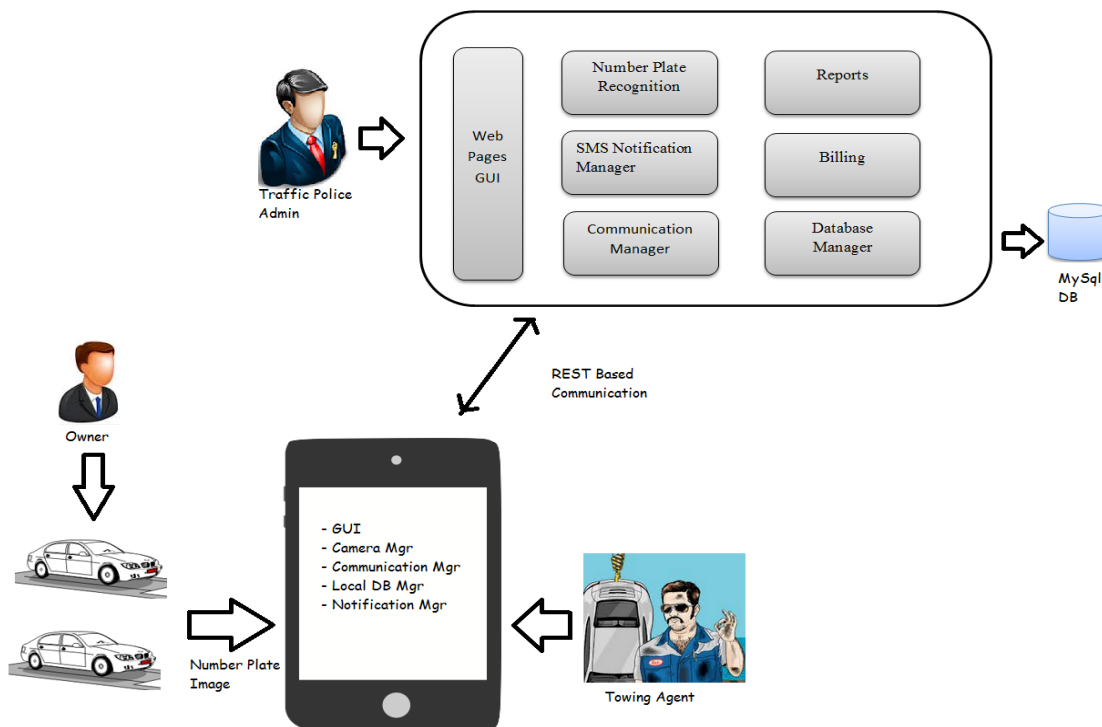 Number Plate
Recognition
Reports
Web
Pages
GUI
SMS Notification
Manager
Billing
Communication
Manager
Database
Manager
Traffic Police
Admin
MySql
DB
REST Based
Communication
Owner
- GUI
- Camera Mgr
- Communication Mgr
- Local DB Mgr
- Notification Mgr
Number Plate
Image
Towing Agent